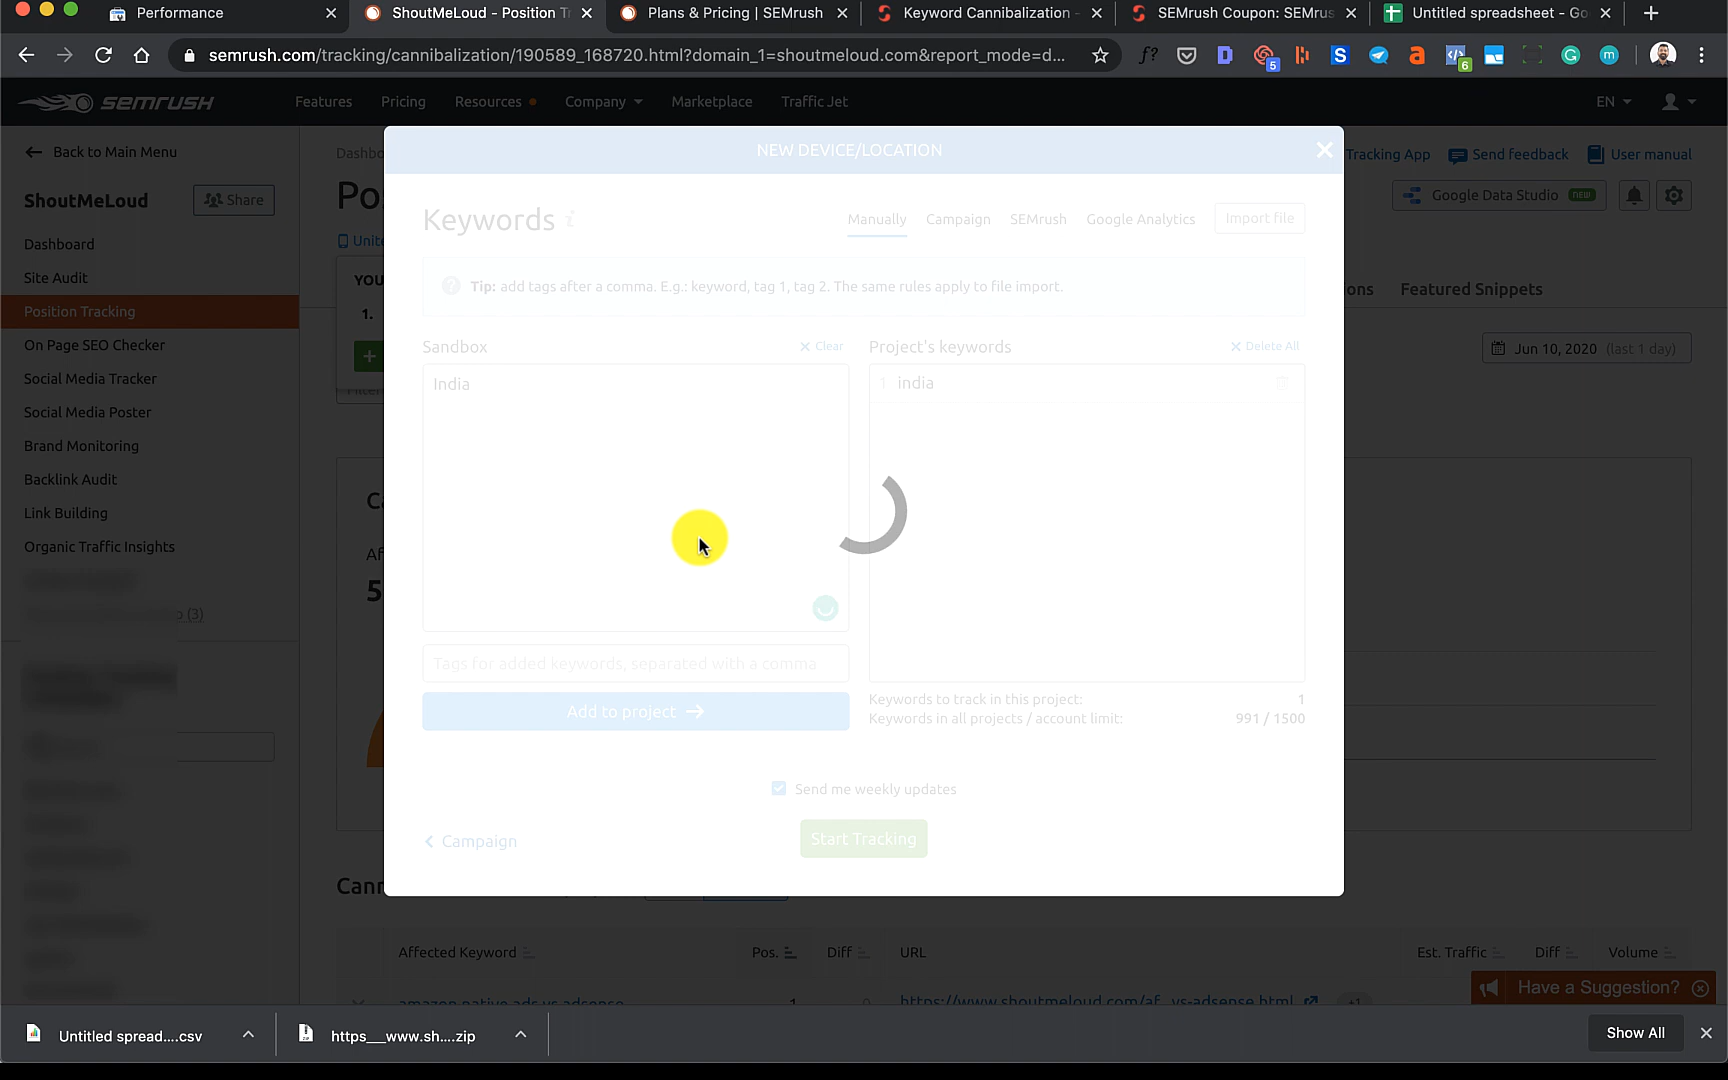 Performance
ShoutMeLoud - Position T
Plans & Pricing | SEMrush
Keyword Cannibalization -
SEMrush Coupon: SEMrus
Untitled spreadsheet - Go
semrush.com/tracking/cannibalization/190589_168720.html?domain_1=shoutmeloud.com&report_mode=d...
f?
5
6
SEMRUSH
Features
Pricing
Resources
Company
Marketplace
Traffic Jet
EN
Back to Main Menu
ShoutMeLoud
Share
Dashboard
Site Audit
Position Tracking
On Page SEO Checker
Social Media Tracker
Social Media Poster
Brand Monitoring
Backlink Audit
Link Building
Organic Traffic Insights
(3)
Dashbo
Po
Unite
YOU
1.
Tracking App
Send feedback
User manual
Google Data Studio NEW
ons
Featured Snippets
Jun 10, 2020 (last 1 day)
NEW DEVICE/LOCATION
Keywords
Manually
Campaign
SEMrush
Google Analytics
Import file
Tip: add tags after a comma. E.g.: keyword, tag 1, tag 2. The same rules apply to file import.
Sandbox
Clear
India
Tags for added keywords, separated with a comma
Add to project
Project's keywords
Delete All
1 india
Keywords to track in this project: 1
Keywords in all projects / account limit: 991 / 1500
Send me weekly updates
Campaign
Start Tracking
Ca
Af
5
Cann
Affected Keyword
Pos.
Diff
URL
Est. Traffic
Diff
Volume
amazon native ads vs adsense
1
0
https://www.shoutmeloud.com/af...vs-adsense.html
+1
Have a Suggestion?
Untitled spread....csv
https___www.sh....zip
Show All